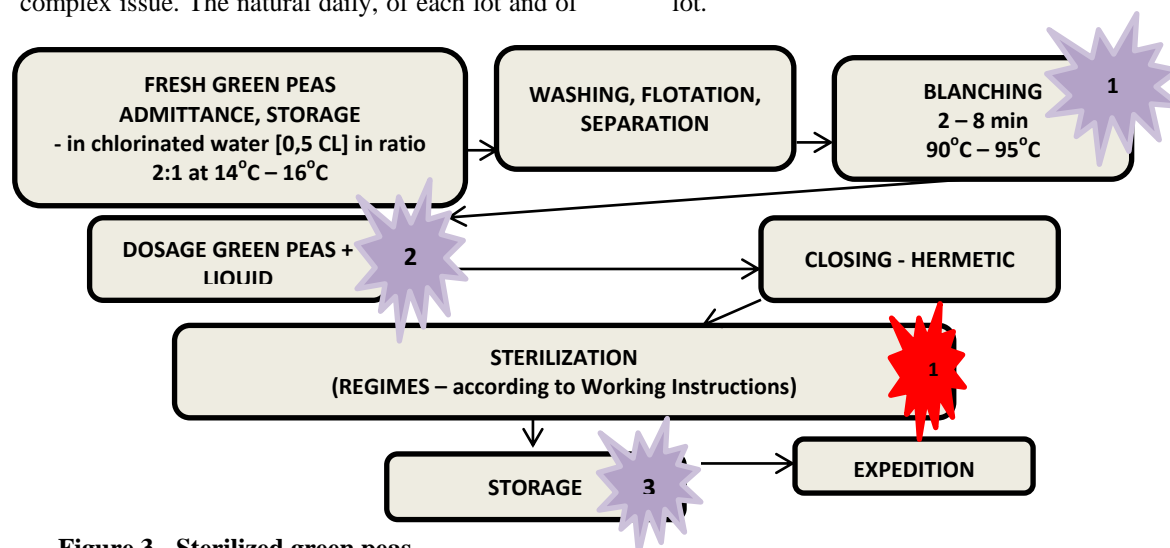 complex issue. The natural daily, of each lot and of
lot.
FRESH GREEN PEAS
ADMITTANCE, STORAGE
- in chlorinated water [0,5 CL] in ratio
2:1 at 14°C – 16°C
WASHING, FLOTATION,
SEPARATION
BLANCHING
2 – 8 min
90°C – 95°C
1
DOSAGE GREEN PEAS +
LIQUID
2
CLOSING - HERMETIC
STERILIZATION
(REGIMES – according to Working Instructions)
1
STORAGE
3
EXPEDITION
Figure 3 Sterilized green peas